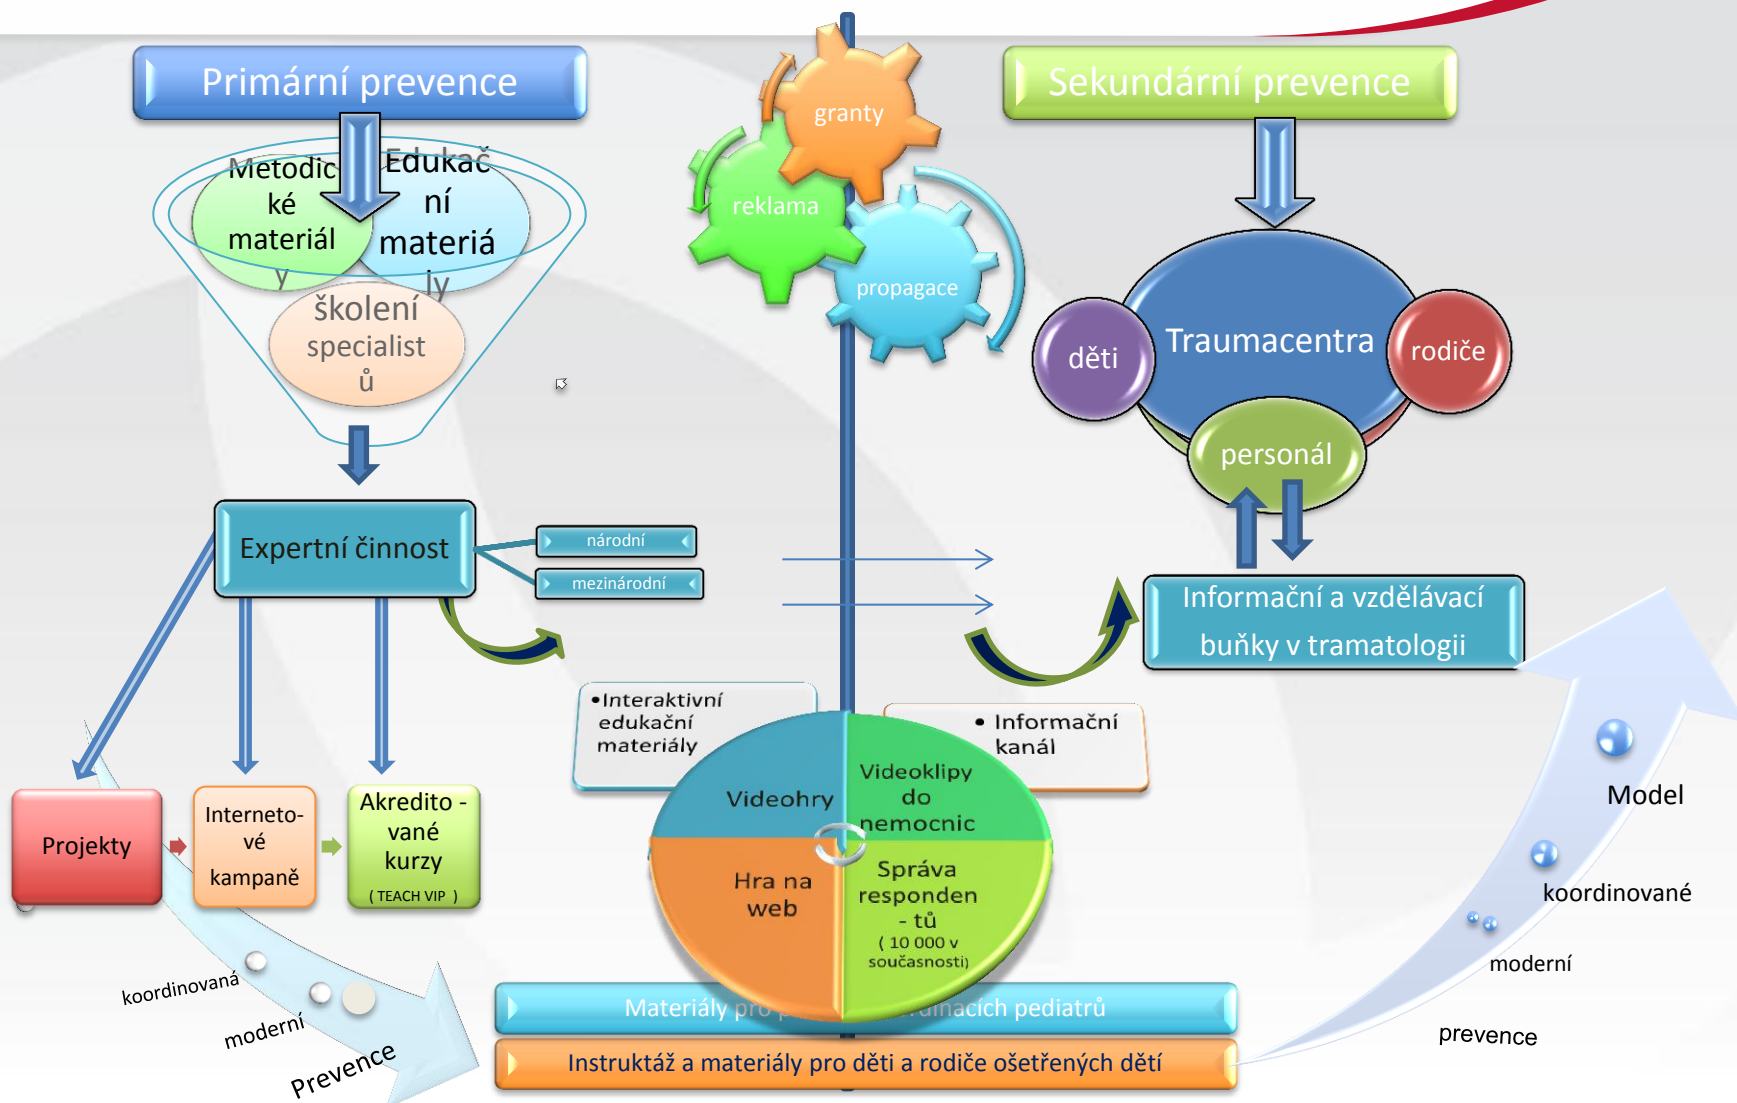 Primární prevence
Metodic
ké
materiál
y
Edukač
ní
materiá
ly
školení
specialist
ů
Expertní činnost
národní
mezinárodní
Projekty
Interneto-
vé
kampaně
Akredito -
vané
kurzy
( TEACH VIP )
koordinovaná
moderní
Prevence
granty
reklama
propagace
•Interaktivní
edukační
materiály
• Informační
kanál
Videohry
Videoklipy
do
nemocnic
Hra na
web
Správa
responden
- tů
( 10 000 v
současnosti)
Materiály pro
pediatrů
Instruktáž a materiály pro děti a rodiče ošetřených dětí
Sekundární prevence
Traumacentra
děti
rodiče
personál
Informační a vzdělávací
buňky v tramatologii
Model
koordinované
moderní
prevence